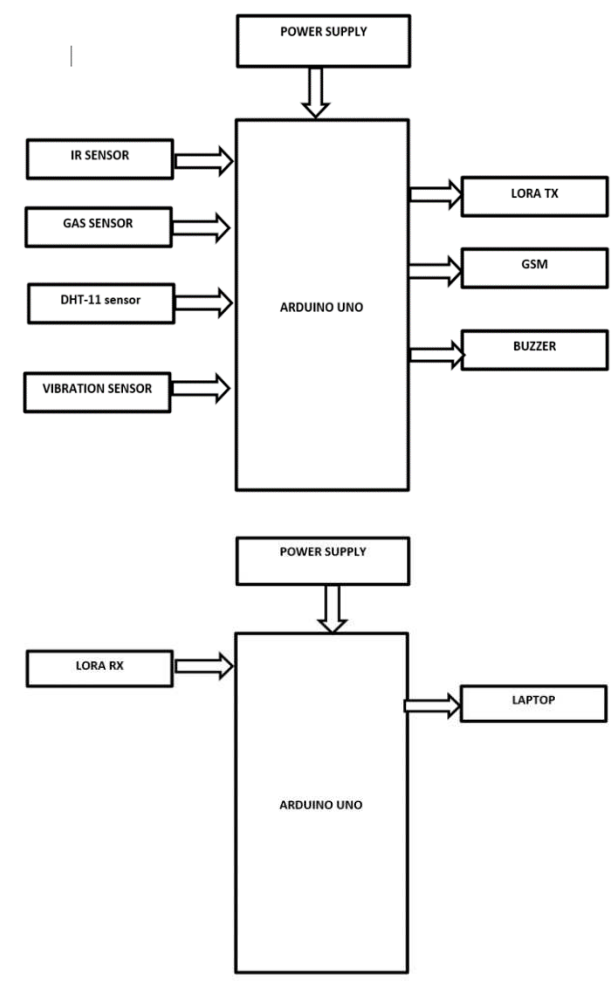 POWER SUPPLY
IR SENSOR
GAS SENSOR
DHT-11 sensor
VIBRATION SENSOR
ARDUINO UNO
LORA TX
GSM
BUZZER
POWER SUPPLY
LORA RX
ARDUINO UNO
LAPTOP